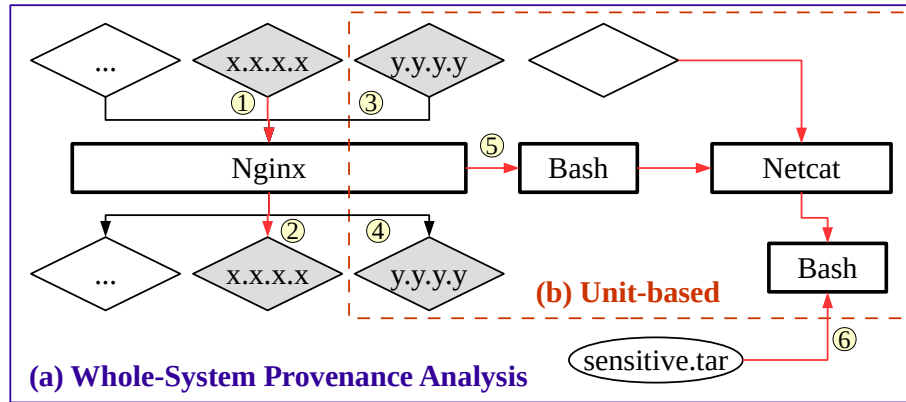 ...
x.x.x.x
y.y.y.y
①
③
Nginx
⑤
Bash
Netcat
②
④
...
x.x.x.x
y.y.y.y
Bash
(b) Unit-based
⑥
sensitive.tar
(a) Whole-System Provenance Analysis